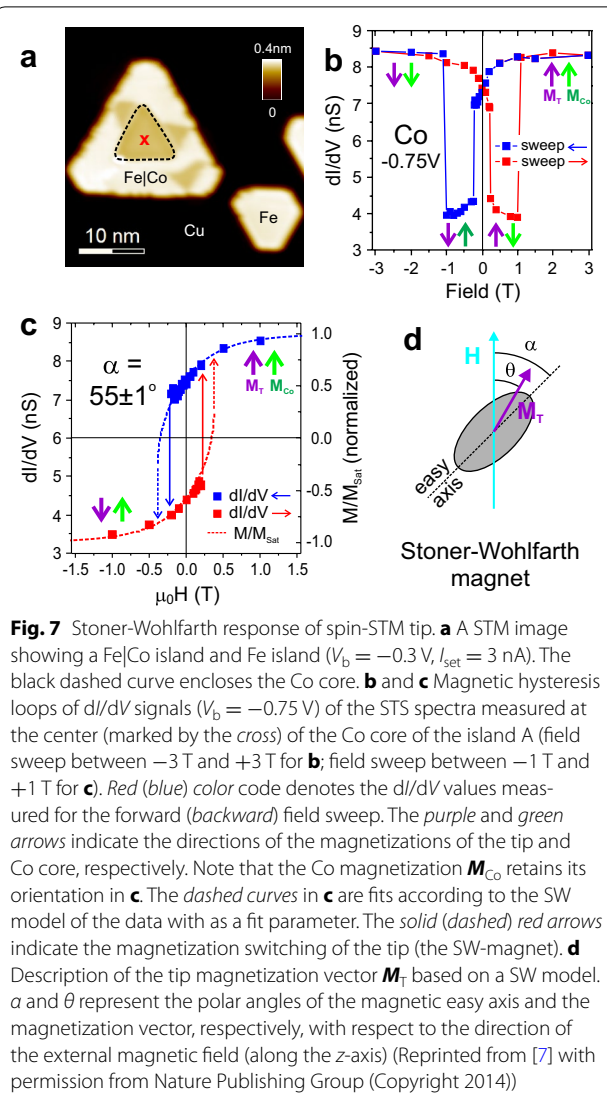 a
0.4nm
0
x
Fe|Co
Fe
Cu
10 nm
b
9
8
7
6
5
4
3
dI/dV (nS)
Co
-0.75V
M_T M_Co
sweep ←
sweep →
-3 -2 -1 0 1 2 3
Field (T)
c
9
8
7
6
5
4
3
dI/dV (nS)
α =
55±1°
M_T M_Co
dI/dV ←
dI/dV →
M/M_Sat
1.0
0.5
0.0
-0.5
-1.0
M/M_Sat (normalized)
-1.5 -1.0 -0.5 0.0 0.5 1.0 1.5
μ₀H (T)
d
H
α
θ
M_T
easy
axis
Stoner-Wohlfarth
magnet
Fig. 7 Stoner-Wohlfarth response of spin-STM tip. a A STM image
showing a Fe|Co island and Fe island (V_b = −0.3 V, I_set = 3 nA). The
black dashed curve encloses the Co core. b and c Magnetic hysteresis
loops of dI/dV signals (V_b = −0.75 V) of the STS spectra measured at
the center (marked by the cross) of the Co core of the island A (field
sweep between −3 T and +3 T for b; field sweep between −1 T and
+1 T for c). Red (blue) color code denotes the dI/dV values meas-
ured for the forward (backward) field sweep. The purple and green
arrows indicate the directions of the magnetizations of the tip and
Co core, respectively. Note that the Co magnetization M_Co retains its
orientation in c. The dashed curves in c are fits according to the SW
model of the data with as a fit parameter. The solid (dashed) red arrows
indicate the magnetization switching of the tip (the SW-magnet). d
Description of the tip magnetization vector M_T based on a SW model.
α and θ represent the polar angles of the magnetic easy axis and the
magnetization vector, respectively, with respect to the direction of
the external magnetic field (along the z-axis) (Reprinted from [7] with
permission from Nature Publishing Group (Copyright 2014))